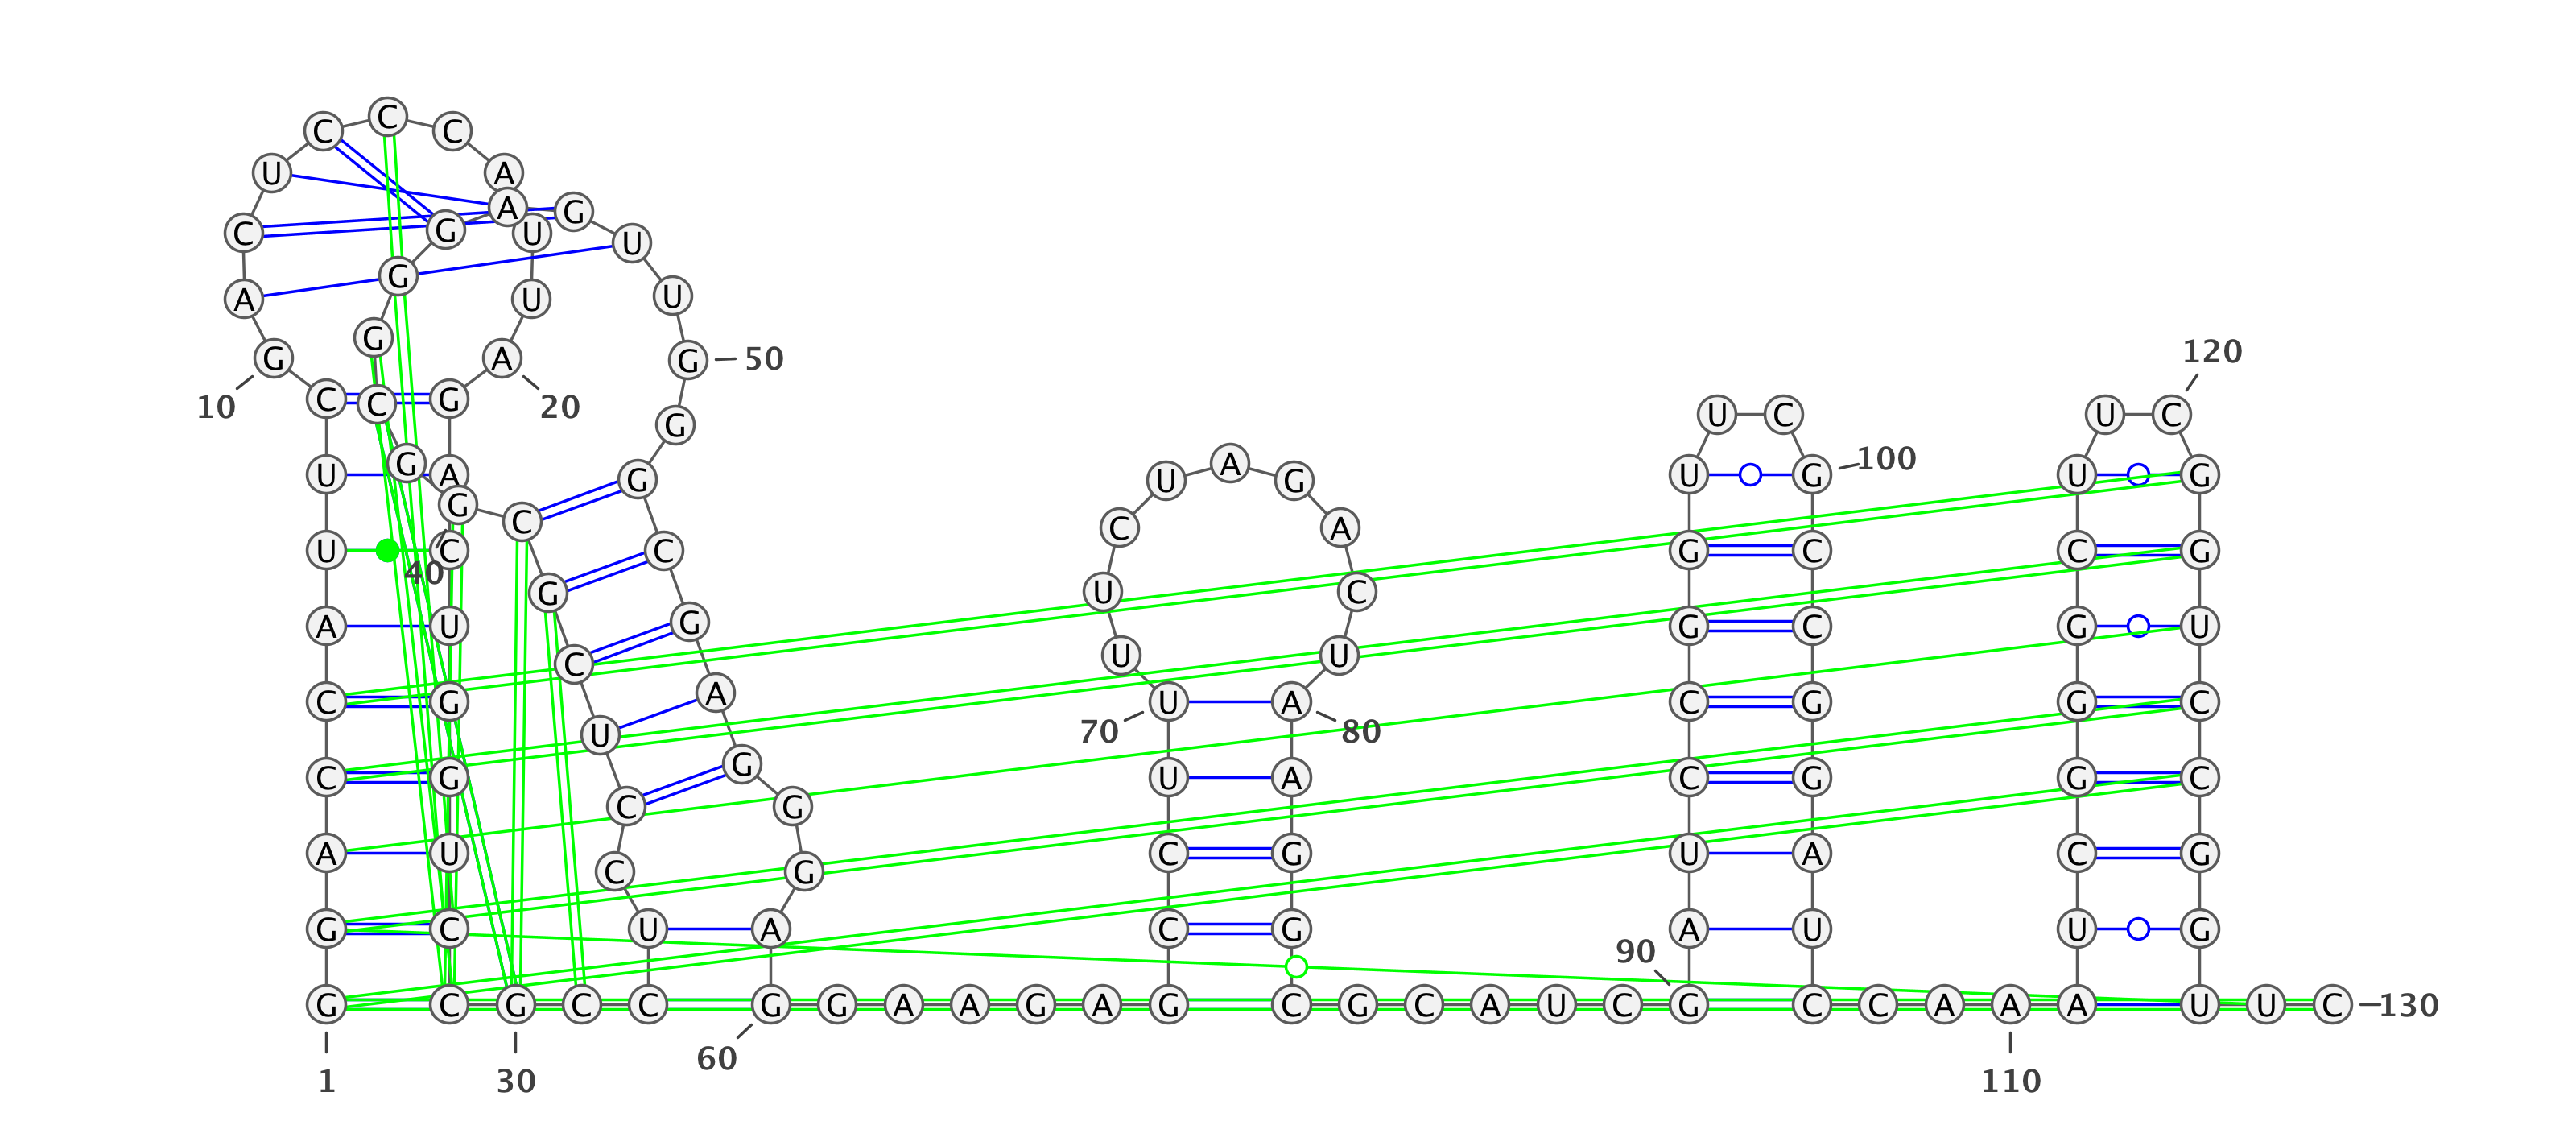 C C C
U A
A G
C G U U
G
A U U
G 120
G A G – 50
10 C C G 20
G U C U C
U A G G U A G U G – 100 U G
G C
U C C U A G C G C
40
G U C C G
A U C G U U G C G U
C U
C G A U A C G G C
70 80
U
C G G U A C G G C
C G
A U C G U A C G
C G
G C U A C G A U U G
90
G C G C C G G A A G A G C G C A U C G C C A A A U U C – 130
60
1 30 110